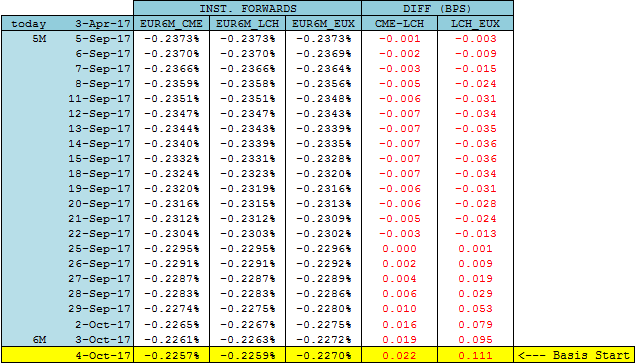 INST. FORWARDS DIFF (BPS)
today 3-Apr-17 EUR6M_CME EUR6M_LCH EUR6M_EUX CME-LCH LCH_EUX
5M 5-Sep-17 -0.2373% -0.2373% -0.2373% -0.001 -0.003
6-Sep-17 -0.2370% -0.2370% -0.2369% -0.002 -0.009
7-Sep-17 -0.2366% -0.2366% -0.2364% -0.003 -0.015
8-Sep-17 -0.2359% -0.2358% -0.2356% -0.005 -0.024
11-Sep-17 -0.2351% -0.2351% -0.2348% -0.006 -0.031
12-Sep-17 -0.2347% -0.2347% -0.2343% -0.007 -0.034
13-Sep-17 -0.2344% -0.2343% -0.2339% -0.007 -0.035
14-Sep-17 -0.2340% -0.2339% -0.2335% -0.007 -0.036
15-Sep-17 -0.2332% -0.2331% -0.2328% -0.007 -0.036
18-Sep-17 -0.2324% -0.2323% -0.2320% -0.007 -0.034
19-Sep-17 -0.2320% -0.2319% -0.2316% -0.006 -0.031
20-Sep-17 -0.2316% -0.2315% -0.2313% -0.006 -0.028
21-Sep-17 -0.2312% -0.2312% -0.2309% -0.005 -0.024
22-Sep-17 -0.2304% -0.2303% -0.2302% -0.003 -0.013
25-Sep-17 -0.2295% -0.2295% -0.2296% 0.000 0.001
26-Sep-17 -0.2291% -0.2291% -0.2292% 0.002 0.009
27-Sep-17 -0.2287% -0.2287% -0.2289% 0.004 0.019
28-Sep-17 -0.2283% -0.2283% -0.2286% 0.006 0.029
29-Sep-17 -0.2274% -0.2275% -0.2280% 0.010 0.053
2-Oct-17 -0.2265% -0.2267% -0.2275% 0.016 0.079
6M 3-Oct-17 -0.2261% -0.2263% -0.2272% 0.019 0.095
4-Oct-17 -0.2257% -0.2259% -0.2270% 0.022 0.111 <--- Basis Start